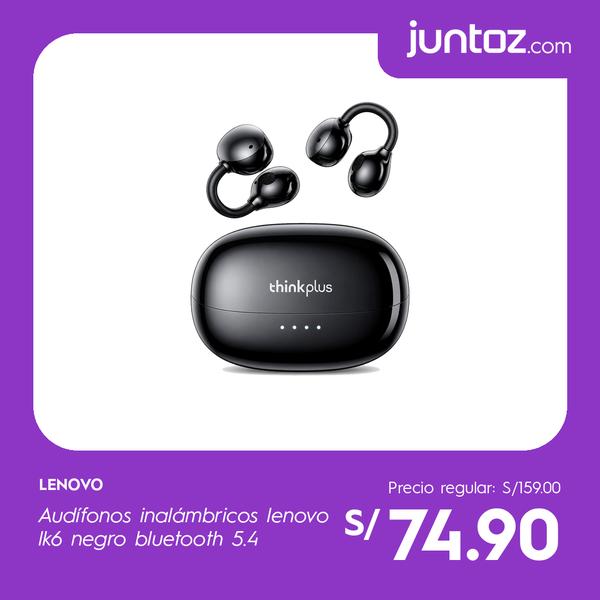 juntoz.com
thinkplus
LENOVO
Audífonos inalámbricos lenovo
lk6 negro bluetooth 5.4
Precio regular: S/159.00
S/ 74.90